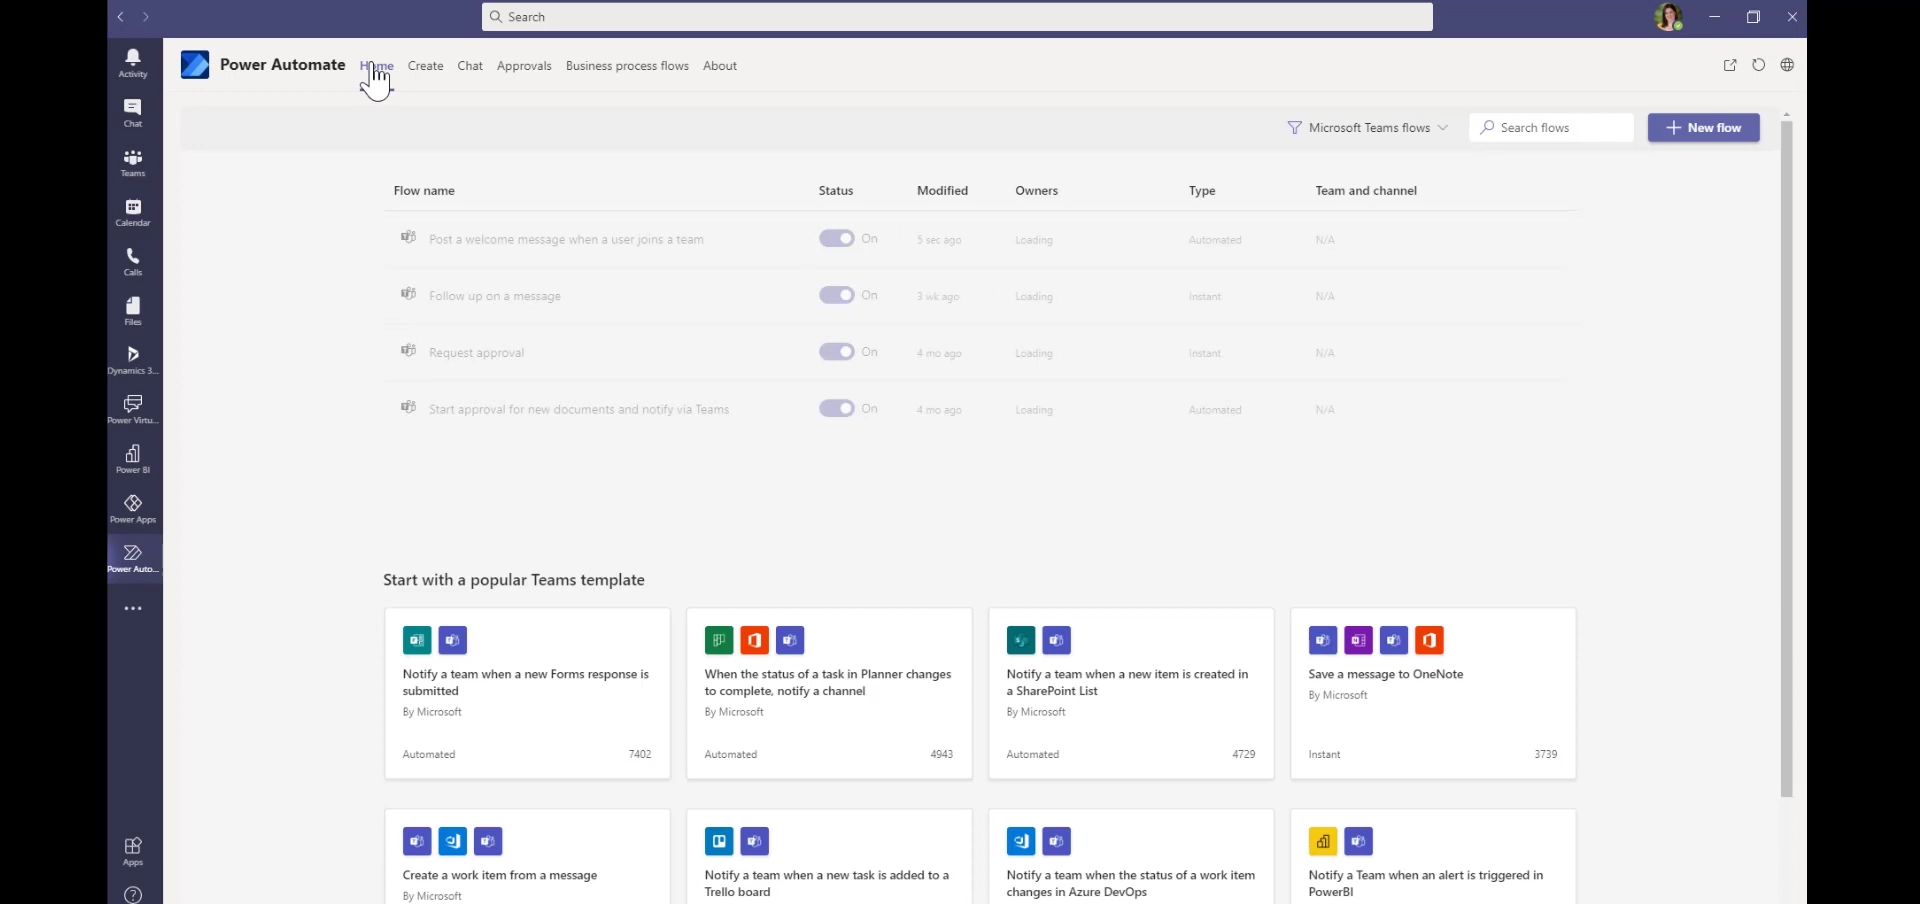 Search
Activity
Chat
Teams
Calendar
Calls
Files
Dynamics 3...
Power Virtu...
Power BI
Power Apps
Power Auto...
Apps
Power Automate Home Create Chat Approvals Business process flows About
Microsoft Teams flows Search flows New flow
Flow name Status Modified Owners Type Team and channel
Post a welcome message when a user joins a team On 5 sec ago Loading Automated N/A
Follow up on a message On 3 wk ago Loading Instant N/A
Request approval On 4 mo ago Loading Instant N/A
Start approval for new documents and notify via Teams On 4 mo ago Loading Automated N/A
Start with a popular Teams template
Notify a team when a new Forms response is
submitted
By Microsoft
Automated 7402
When the status of a task in Planner changes
to complete, notify a channel
By Microsoft
Automated 4943
Notify a team when a new item is created in
a SharePoint List
By Microsoft
Automated 4729
Save a message to OneNote
By Microsoft
Instant 3739
Create a work item from a message
By Microsoft
Notify a team when a new task is added to a
Trello board
Notify a team when the status of a work item
changes in Azure DevOps
Notify a Team when an alert is triggered in
PowerBI